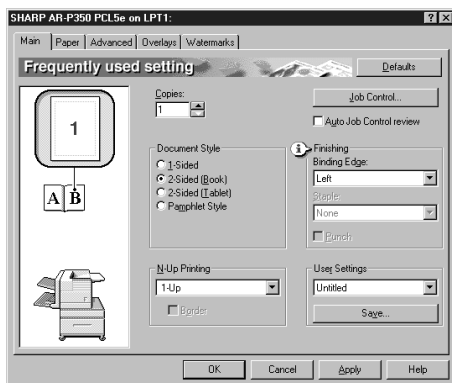 SHARP AR-P350 PCL5e on LPT1:
Main Paper Advanced Overlays Watermarks
Frequently used setting
Defaults
1
A B
Copies:
1
Job Control...
Auto Job Control review
Document Style
1-Sided
2-Sided (Book)
2-Sided (Tablet)
Pamphlet Style
Finishing
Binding Edge:
Left
Staple:
None
Punch
N-Up Printing
1-Up
Border
User Settings
Untitled
Save...
OK Cancel Apply Help